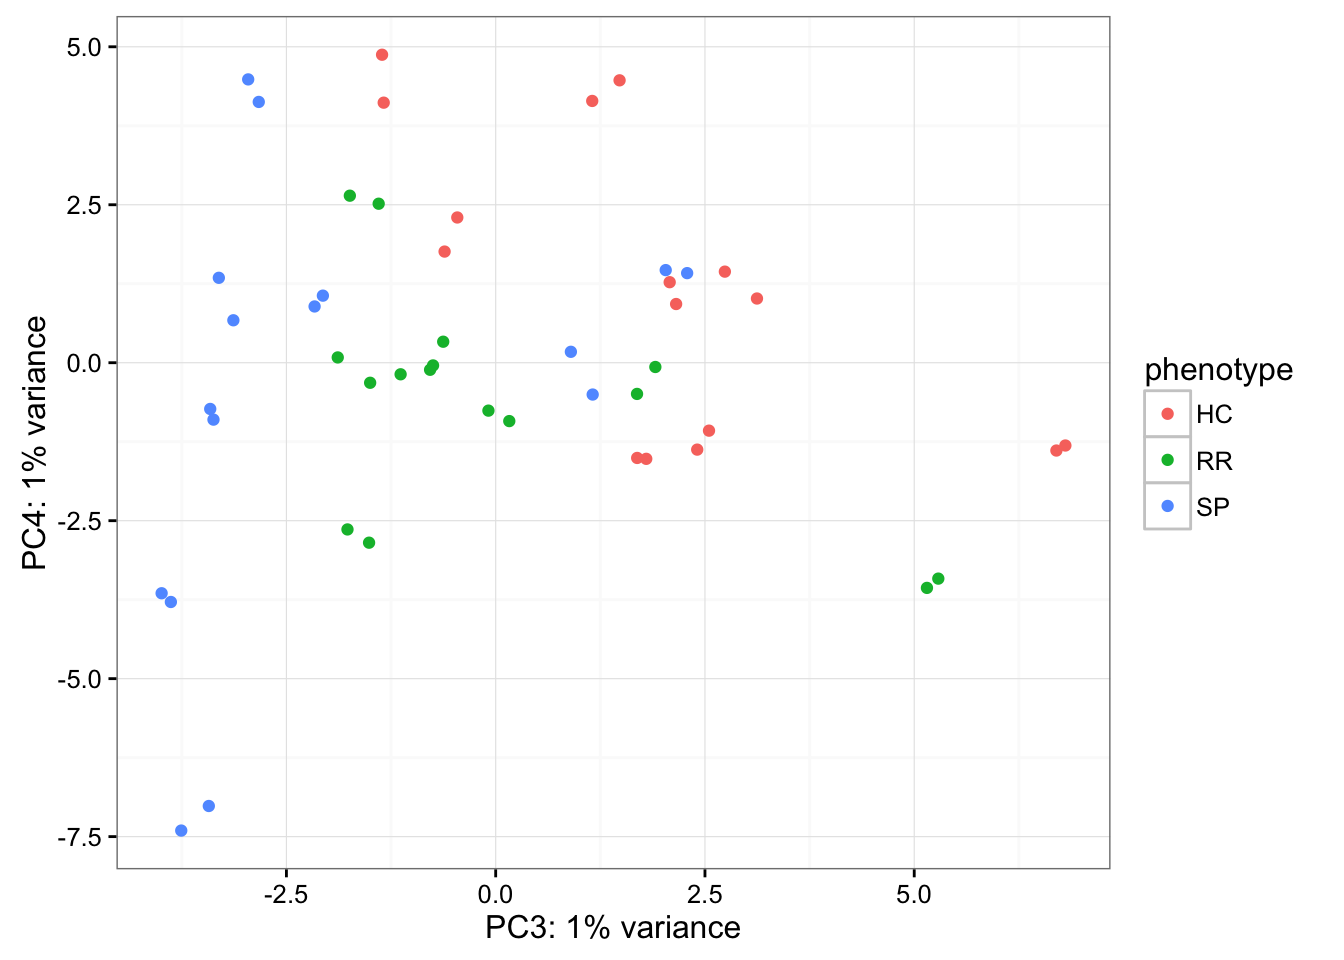 5.0
2.5
0.0
-2.5
-5.0
-7.5
PC4: 1% variance
-2.5 0.0 2.5 5.0
PC3: 1% variance
phenotype
HC
RR
SP